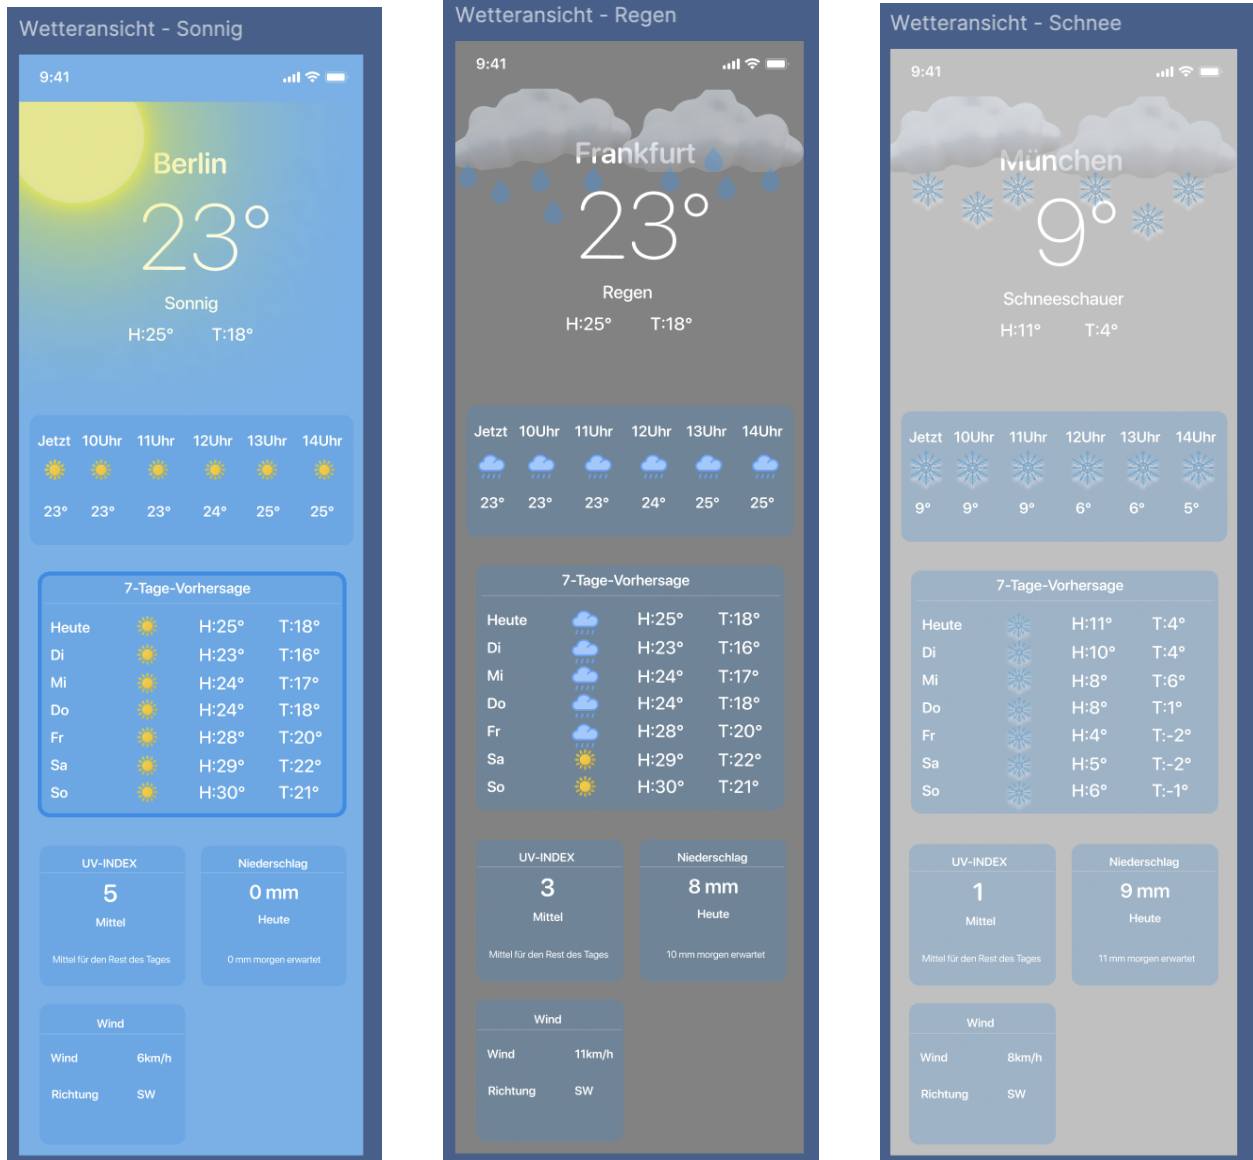 Wetteransicht - Sonnig
9:41
Berlin
23°
Sonnig
H:25° T:18°
Jetzt 10Uhr 11Uhr 12Uhr 13Uhr 14Uhr
23° 23° 23° 24° 25° 25°
7-Tage-Vorhersage
Heute H:25° T:18°
Di H:23° T:16°
Mi H:24° T:17°
Do H:24° T:18°
Fr H:28° T:20°
Sa H:29° T:22°
So H:30° T:21°
UV-INDEX
5
Mittel
Mittel für den Rest des Tages
Niederschlag
0 mm
Heute
0 mm morgen erwartet
Wind
Wind 6km/h
Richtung SW
Wetteransicht - Regen
9:41
Frankfurt
23°
Regen
H:25° T:18°
Jetzt 10Uhr 11Uhr 12Uhr 13Uhr 14Uhr
23° 23° 23° 24° 25° 25°
7-Tage-Vorhersage
Heute H:25° T:18°
Di H:23° T:16°
Mi H:24° T:17°
Do H:24° T:18°
Fr H:28° T:20°
Sa H:29° T:22°
So H:30° T:21°
UV-INDEX
3
Mittel
Mittel für den Rest des Tages
Niederschlag
8 mm
Heute
10 mm morgen erwartet
Wind
Wind 11km/h
Richtung SW
Wetteransicht - Schnee
9:41
München
9°
Schneeschauer
H:11° T:4°
Jetzt 10Uhr 11Uhr 12Uhr 13Uhr 14Uhr
9° 9° 9° 6° 6° 5°
7-Tage-Vorhersage
Heute H:11° T:4°
Di H:10° T:4°
Mi H:8° T:6°
Do H:8° T:1°
Fr H:4° T:-2°
Sa H:5° T:-2°
So H:6° T:-1°
UV-INDEX
1
Mittel
Mittel für den Rest des Tages
Niederschlag
9 mm
Heute
11 mm morgen erwartet
Wind
Wind 8km/h
Richtung SW